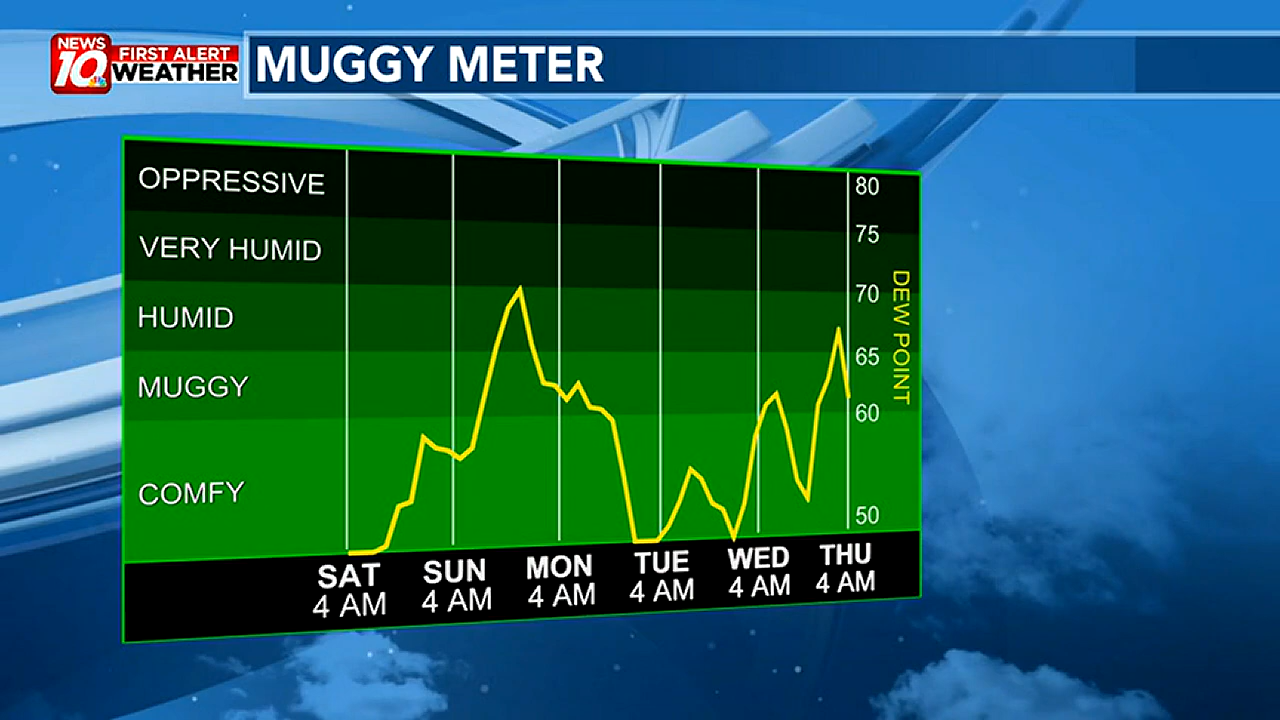 NEWS
10
FIRST ALERT
WEATHER
MUGGY METER
OPPRESSIVE
VERY HUMID
HUMID
MUGGY
COMFY
80
75
70
65
60
50
DEW POINT
SAT SUN MON TUE WED THU
4 AM 4 AM 4 AM 4 AM 4 AM 4 AM